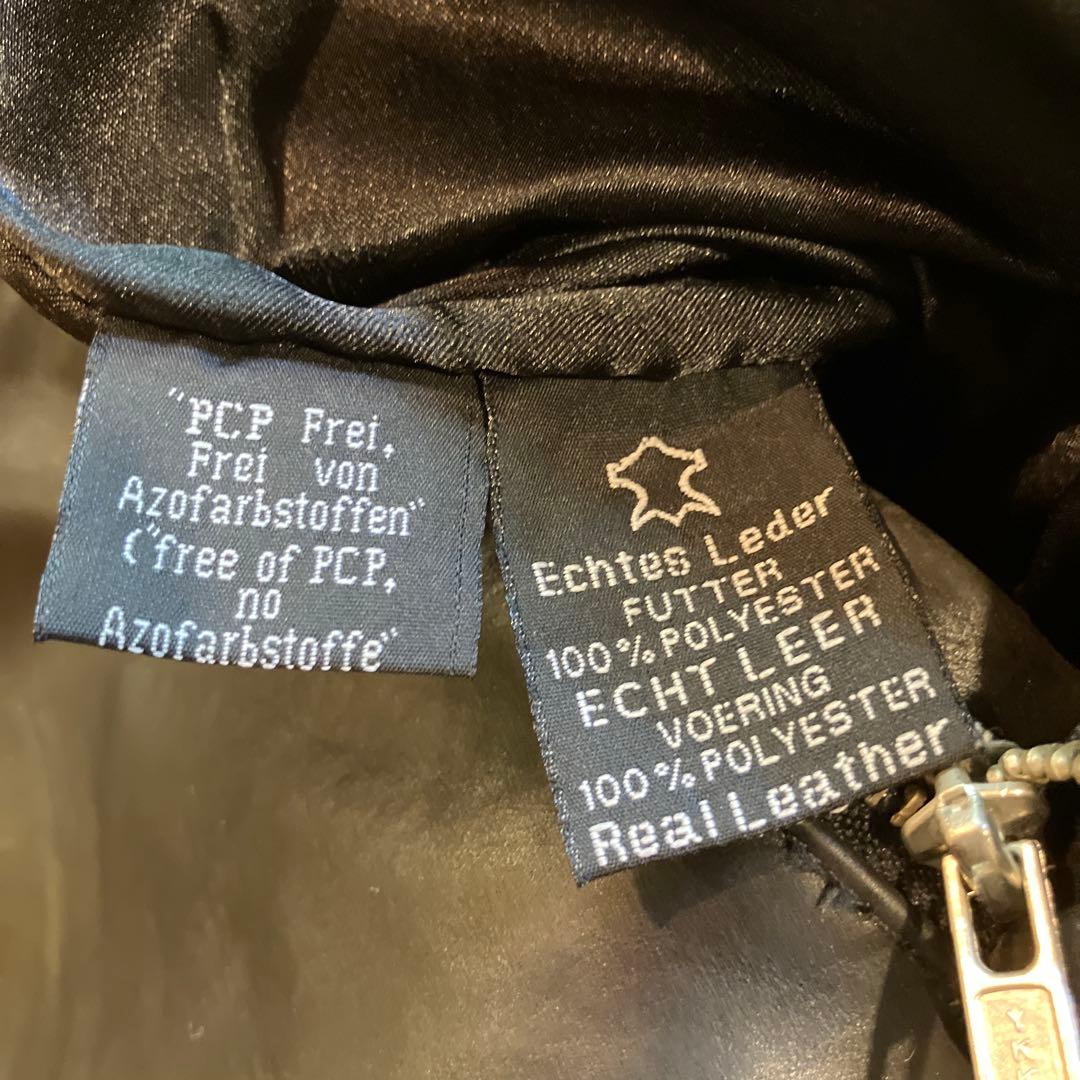 "PCP Frei,
Frei von
Azofarbstoffen"
("free of PCP,
no
Azofarbstoffe"
Echtes Leder
FUTTER
100% POLYESTER
ECHT LEER
VOERING
100% POLYESTER
Real Leather